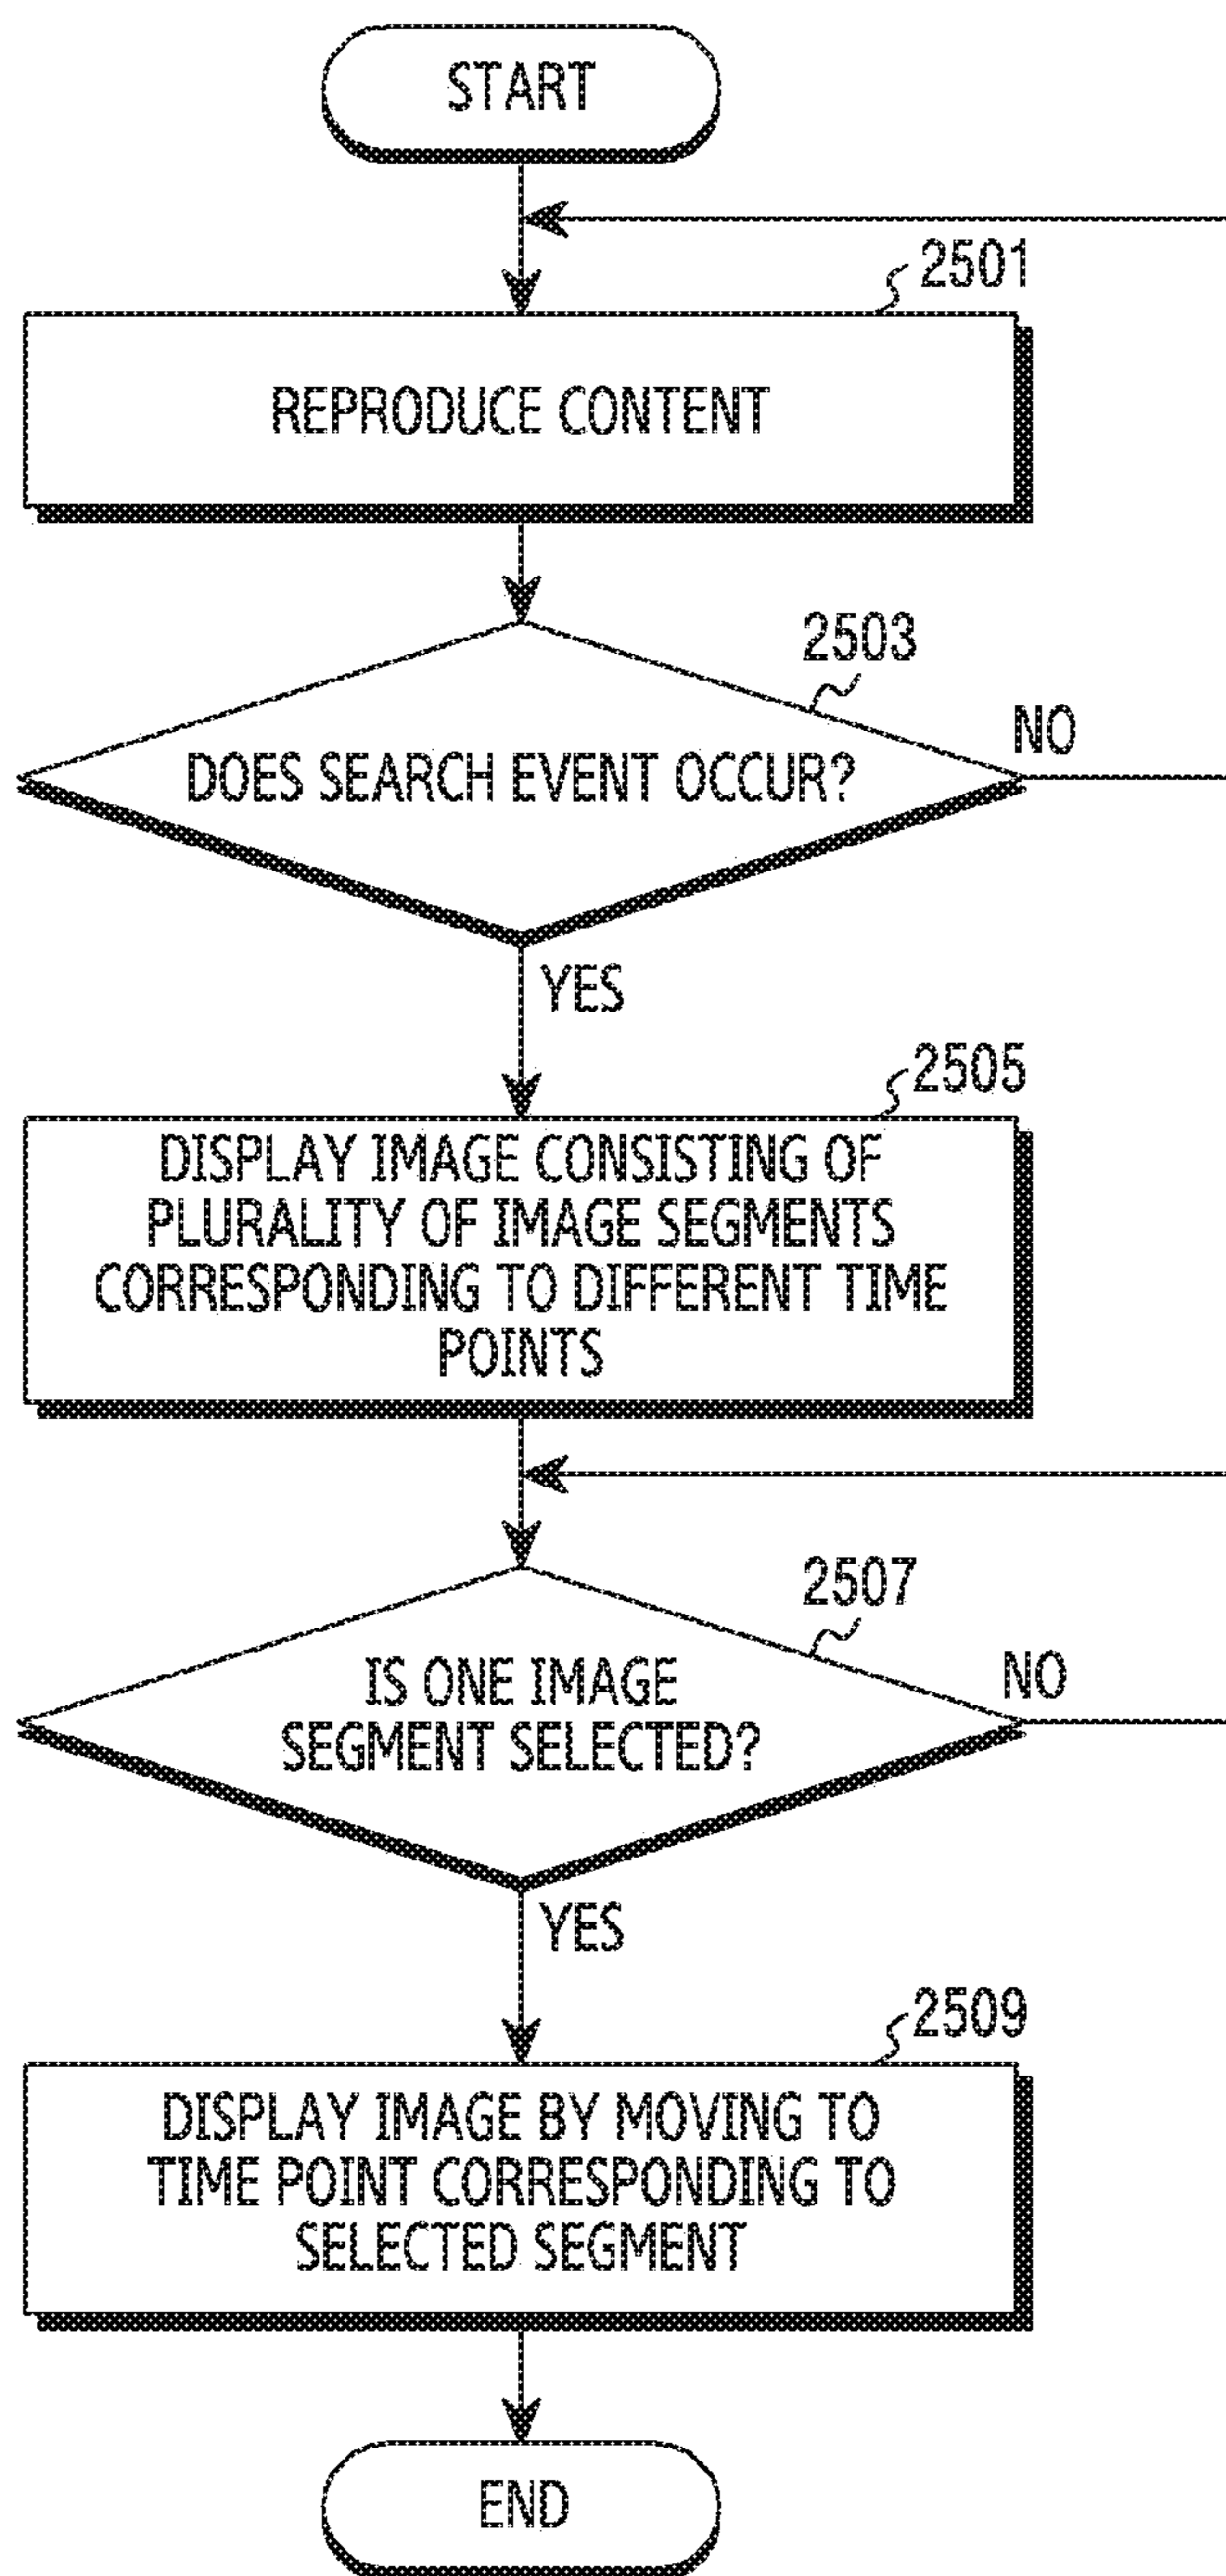 START
2501
REPRODUCE CONTENT
2503
DOES SEARCH EVENT OCCUR?
NO
YES
2505
DISPLAY IMAGE CONSISTING OF
PLURALITY OF IMAGE SEGMENTS
CORRESPONDING TO DIFFERENT TIME
POINTS
2507
IS ONE IMAGE
SEGMENT SELECTED?
NO
YES
2509
DISPLAY IMAGE BY MOVING TO
TIME POINT CORRESPONDING TO
SELECTED SEGMENT
END